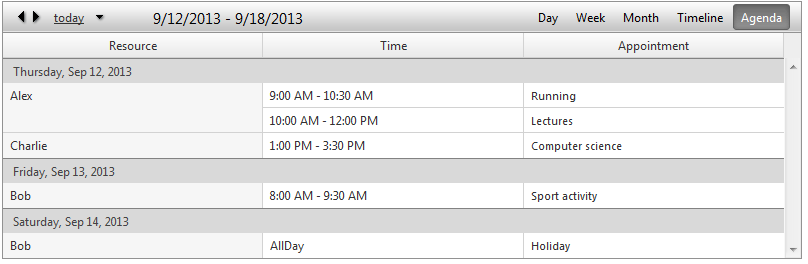 today 9/12/2013 - 9/18/2013 Day Week Month Timeline Agenda
Resource Time Appointment
Thursday, Sep 12, 2013
Alex 9:00 AM - 10:30 AM Running
10:00 AM - 12:00 PM Lectures
Charlie 1:00 PM - 3:30 PM Computer science
Friday, Sep 13, 2013
Bob 8:00 AM - 9:30 AM Sport activity
Saturday, Sep 14, 2013
Bob AllDay Holiday